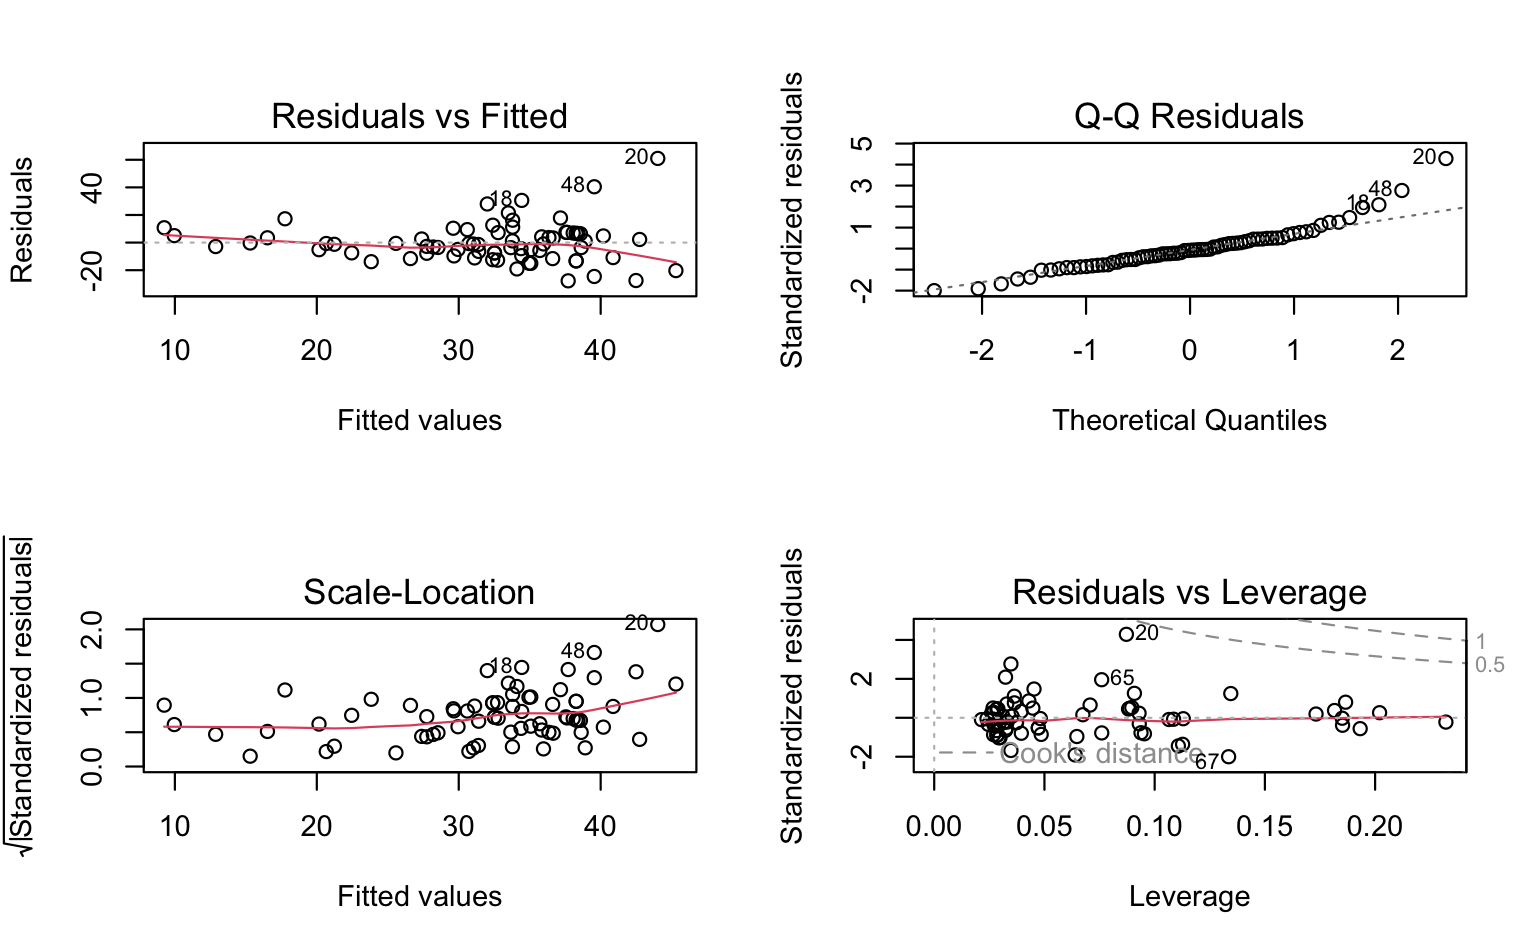 Residuals vs Fitted
Residuals
40
-20
20
48
18
10 20 30 40
Fitted values
Q-Q Residuals
Standardized residuals
5
3
1
-2
20
48
18
-2 -1 0 1 2
Theoretical Quantiles
Scale-Location
√|Standardized residuals|
2.0
1.0
0.0
20
48
18
10 20 30 40
Fitted values
Residuals vs Leverage
Standardized residuals
2
-2
20
65
67
1
0.5
Cook's distance
0.00 0.05 0.10 0.15 0.20
Leverage